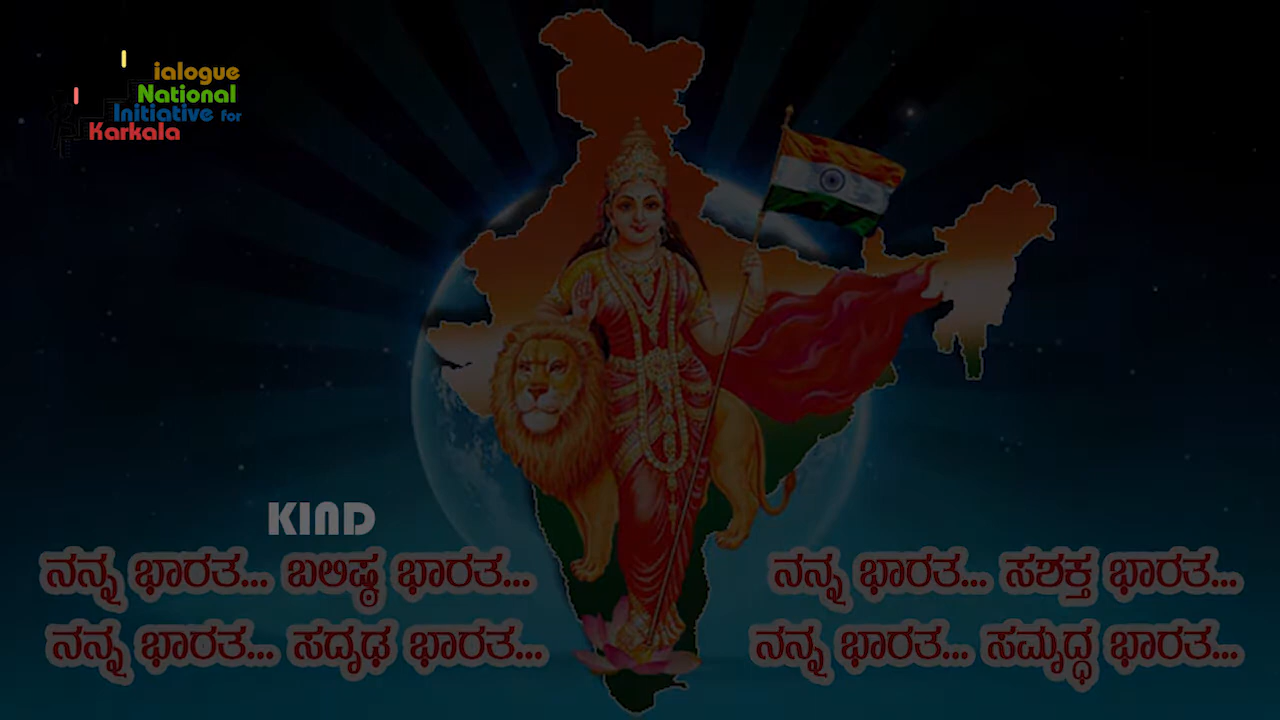 ialogue
National
Initiative for
Karkala
KIND
ನನ್ನ ಭಾರತ... ಬಲಿಷ್ಠ ಭಾರತ...
ನನ್ನ ಭಾರತ... ಸದೃಢ ಭಾರತ...
ನನ್ನ ಭಾರತ... ಸಶಕ್ತ ಭಾರತ...
ನನ್ನ ಭಾರತ... ಸಮೃದ್ಧ ಭಾರತ...